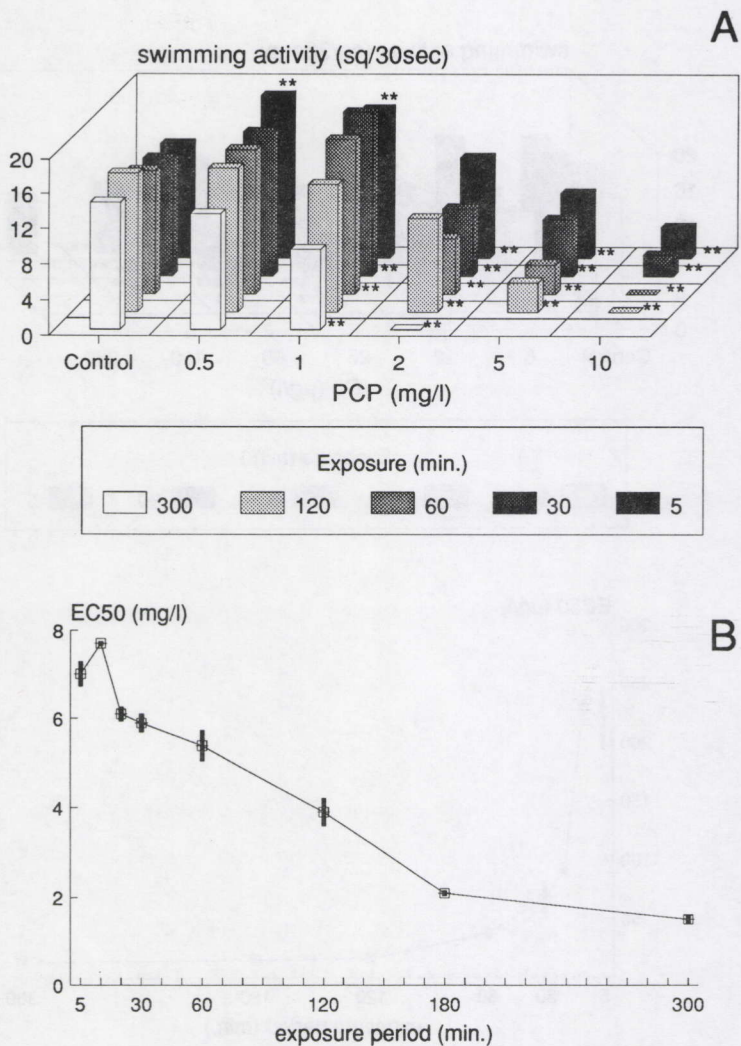 A
swimming activity (sq/30sec)
20
16
12
8
4
0
** **
** ** ** **
** ** ** ** **
** ** ** **
** **
Control 0.5 1 2 5 10
PCP (mg/l)
Exposure (min.)
300 120 60 30 5
EC50 (mg/l)
B
8
6
4
2
0
5 30 60 120 180 300
exposure period (min.)